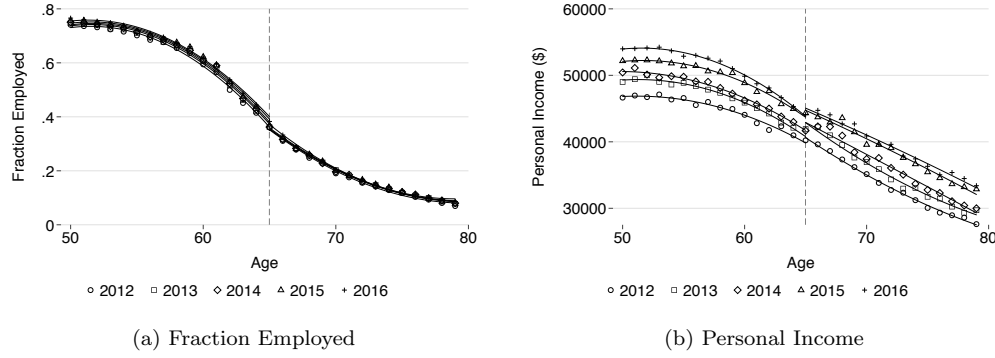 .8
.6
.4
.2
0
Fraction Employed
50 60 70 80
Age
○ 2012 □ 2013 ◇ 2014 △ 2015 + 2016
(a) Fraction Employed
60000
50000
40000
30000
Personal Income ($)
50 60 70 80
Age
○ 2012 □ 2013 ◇ 2014 △ 2015 + 2016
(b) Personal Income